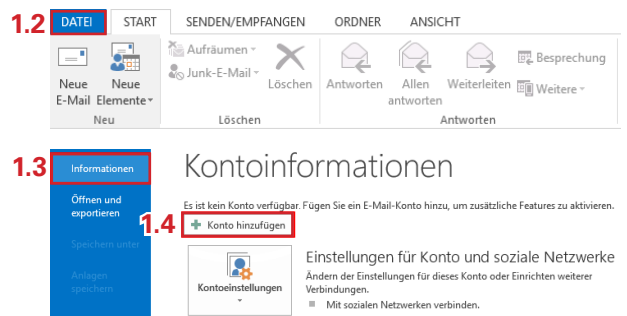 1.2 DATEI START SENDEN/EMPFANGEN ORDNER ANSICHT
Neue E-Mail
Neue Elemente
Aufräumen
Junk-E-Mail
Löschen
Antworten
Allen antworten
Weiterleiten
Besprechung
Weitere
Neu Löschen Antworten
1.3 Informationen
Öffnen und
exportieren
Speichern unter
Anlagen
speichern
Kontoinformationen
Es ist kein Konto verfügbar. Fügen Sie ein E-Mail-Konto hinzu, um zusätzliche Features zu aktivieren.
1.4 Konto hinzufügen
Kontoeinstellungen
Einstellungen für Konto und soziale Netzwerke
Ändern der Einstellungen für dieses Konto oder Einrichten weiterer
Verbindungen.
Mit sozialen Netzwerken verbinden.